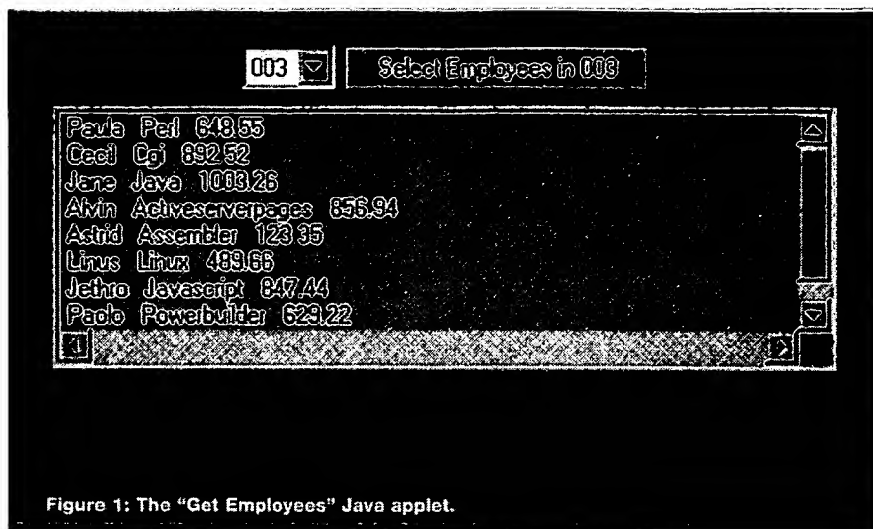 003 Select Employees in 003
Paula Perl 648.55
Cecil Cgi 892.52
Jane Java 1003.26
Alvin Activeserverpages 856.94
Astrid Assembler 123.35
Linus Linux 489.66
Jethro Javascript 847.44
Paolo Powerbuilder 629.22
Figure 1: The "Get Employees" Java applet.